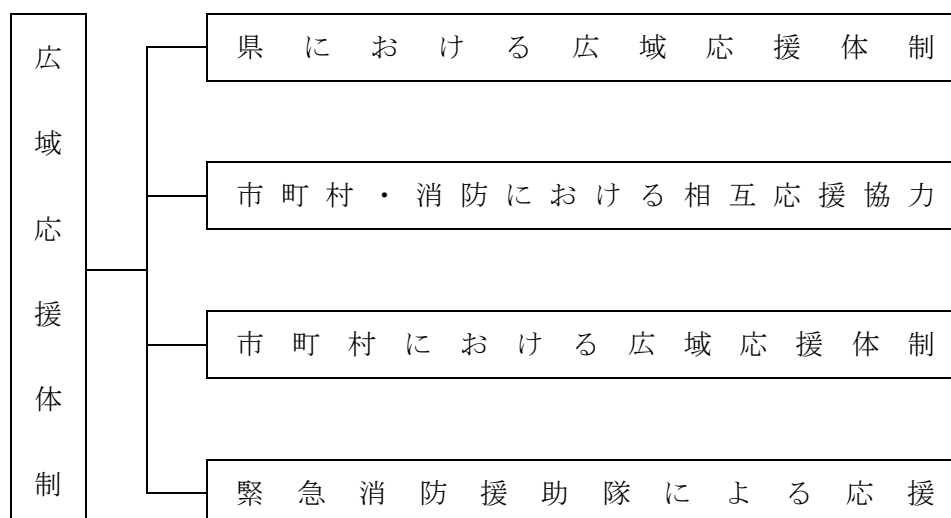 広域応援体制
県における広域応援体制
市町村・消防における相互応援協力
市町村における広域応援体制
緊急消防援助隊による応援